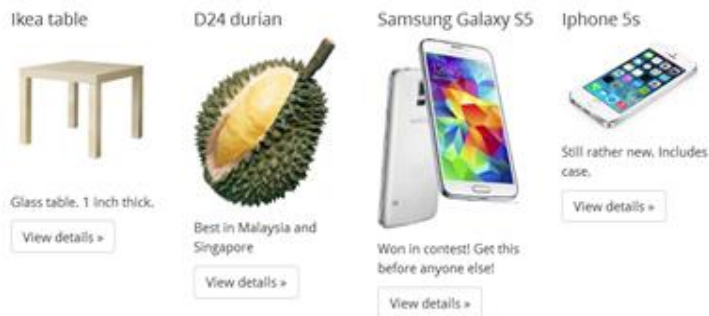 Ikea table
Glass table. 1 inch thick.
View details »
D24 durian
Best in Malaysia and
Singapore
View details »
Samsung Galaxy S5
Won in contest! Get this
before anyone else!
View details »
Iphone 5s
Still rather new. Includes
case.
View details »